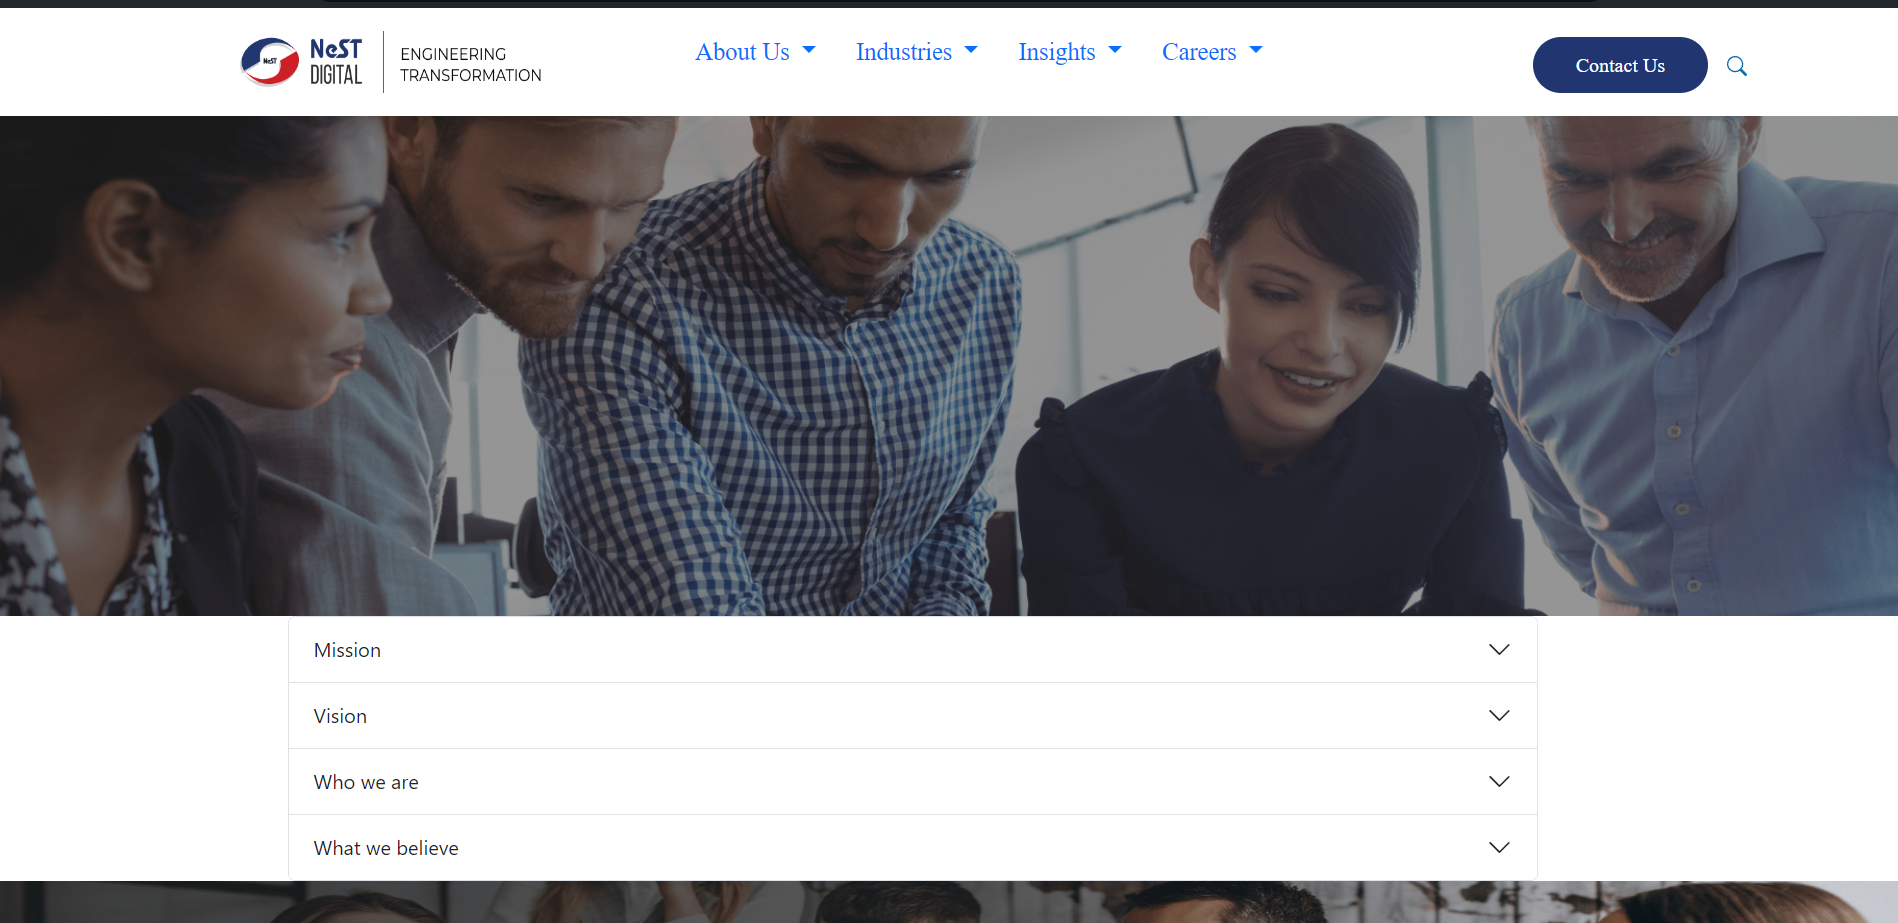 NeST
NeST
DIGITAL
ENGINEERING
TRANSFORMATION
About Us
Industries
Insights
Careers
Contact Us
Mission
Vision
Who we are
What we believe